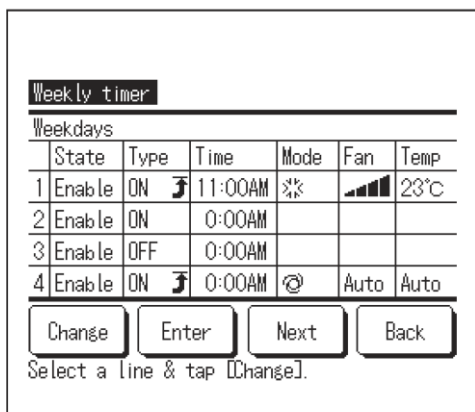 Weekly timer
Weekdays
State Type Time Mode Fan Temp
1 Enable ON 11:00AM 23°C
2 Enable ON 0:00AM
3 Enable OFF 0:00AM
4 Enable ON 0:00AM Auto Auto
Change Enter Next Back
Select a line & tap [Change].